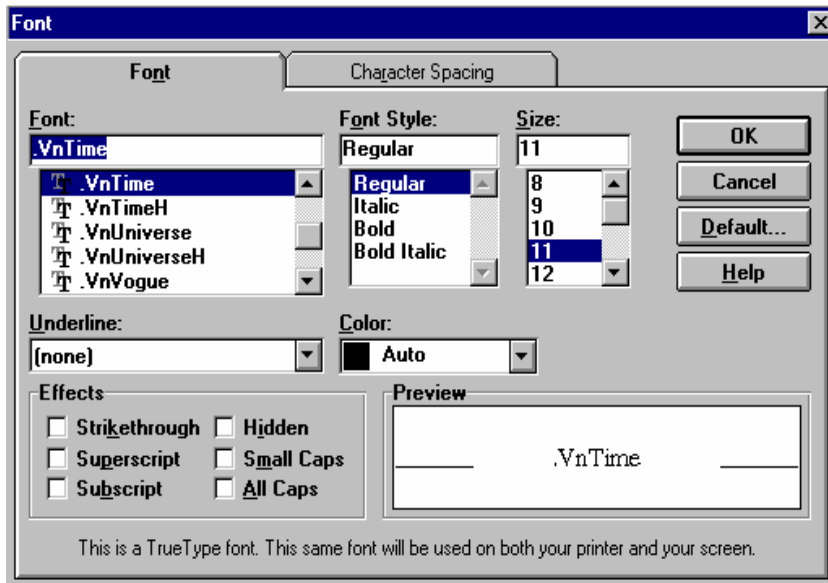 Font
Font
Character Spacing
Font:
Font Style:
Size:
.VnTime
Regular
11
.VnTime
.VnTimeH
.VnUniverse
.VnUniverseH
.VnVogue
Regular
Italic
Bold
Bold Italic
8
9
10
11
12
OK
Cancel
Default...
Help
Underline:
Color:
(none)
Auto
Effects
Strikethrough
Hidden
Superscript
Small Caps
Subscript
All Caps
Preview
.VnTime
This is a TrueType font. This same font will be used on both your printer and your screen.